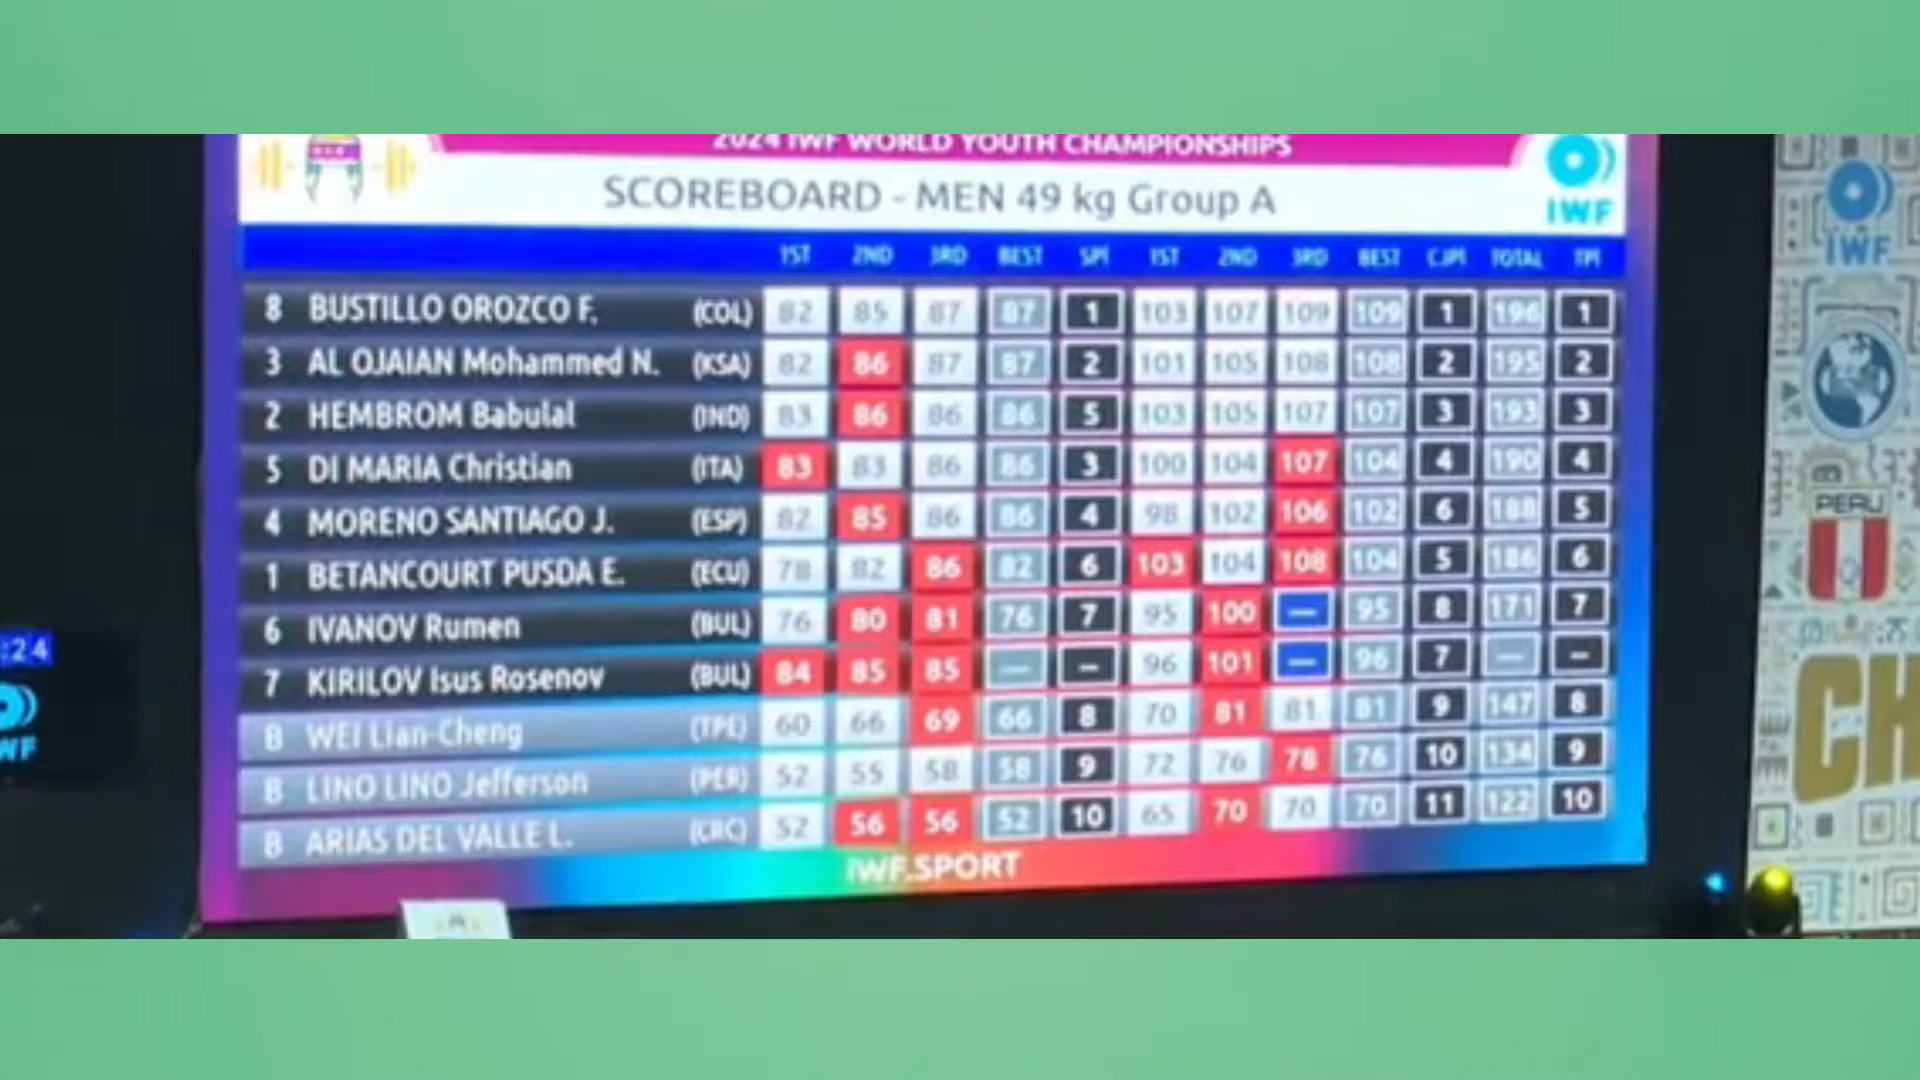 2024 IWF WORLD YOUTH CHAMPIONSHIPS
SCOREBOARD - MEN 49 kg Group A
IWF
1ST 2ND 3RD BEST SPl 1ST 2ND 3RD BEST CJPl TOTAL TPl
8 BUSTILLO OROZCO F. (COL) 82 85 87 87 1 103 107 109 109 1 196 1
3 AL OJAIAN Mohammed N. (KSA) 82 86 87 87 2 101 105 108 108 2 195 2
2 HEMBROM Babulal (IND) 83 86 86 86 5 103 105 107 107 3 193 3
5 DI MARIA Christian (ITA) 83 83 86 86 3 100 104 107 104 4 190 4
4 MORENO SANTIAGO J. (ESP) 82 85 86 86 4 98 102 106 102 6 188 5
1 BETANCOURT PUSDA E. (ECU) 78 82 86 82 6 103 104 108 104 5 186 6
6 IVANOV Rumen (BUL) 76 80 81 76 7 95 100 — 95 8 171 7
7 KIRILOV Isus Rosenov (BUL) 84 85 85 — – 96 101 — 96 7 — –
B WEI Lian-Cheng (TPE) 60 66 69 66 8 70 81 81 81 9 147 8
B LINO LINO Jefferson (PER) 52 55 58 58 9 72 76 78 76 10 134 9
B ARIAS DEL VALLE L. (CRC) 52 56 56 52 10 65 70 70 70 11 122 10
IWF.SPORT
:24
WF
IWF
PERU
CH